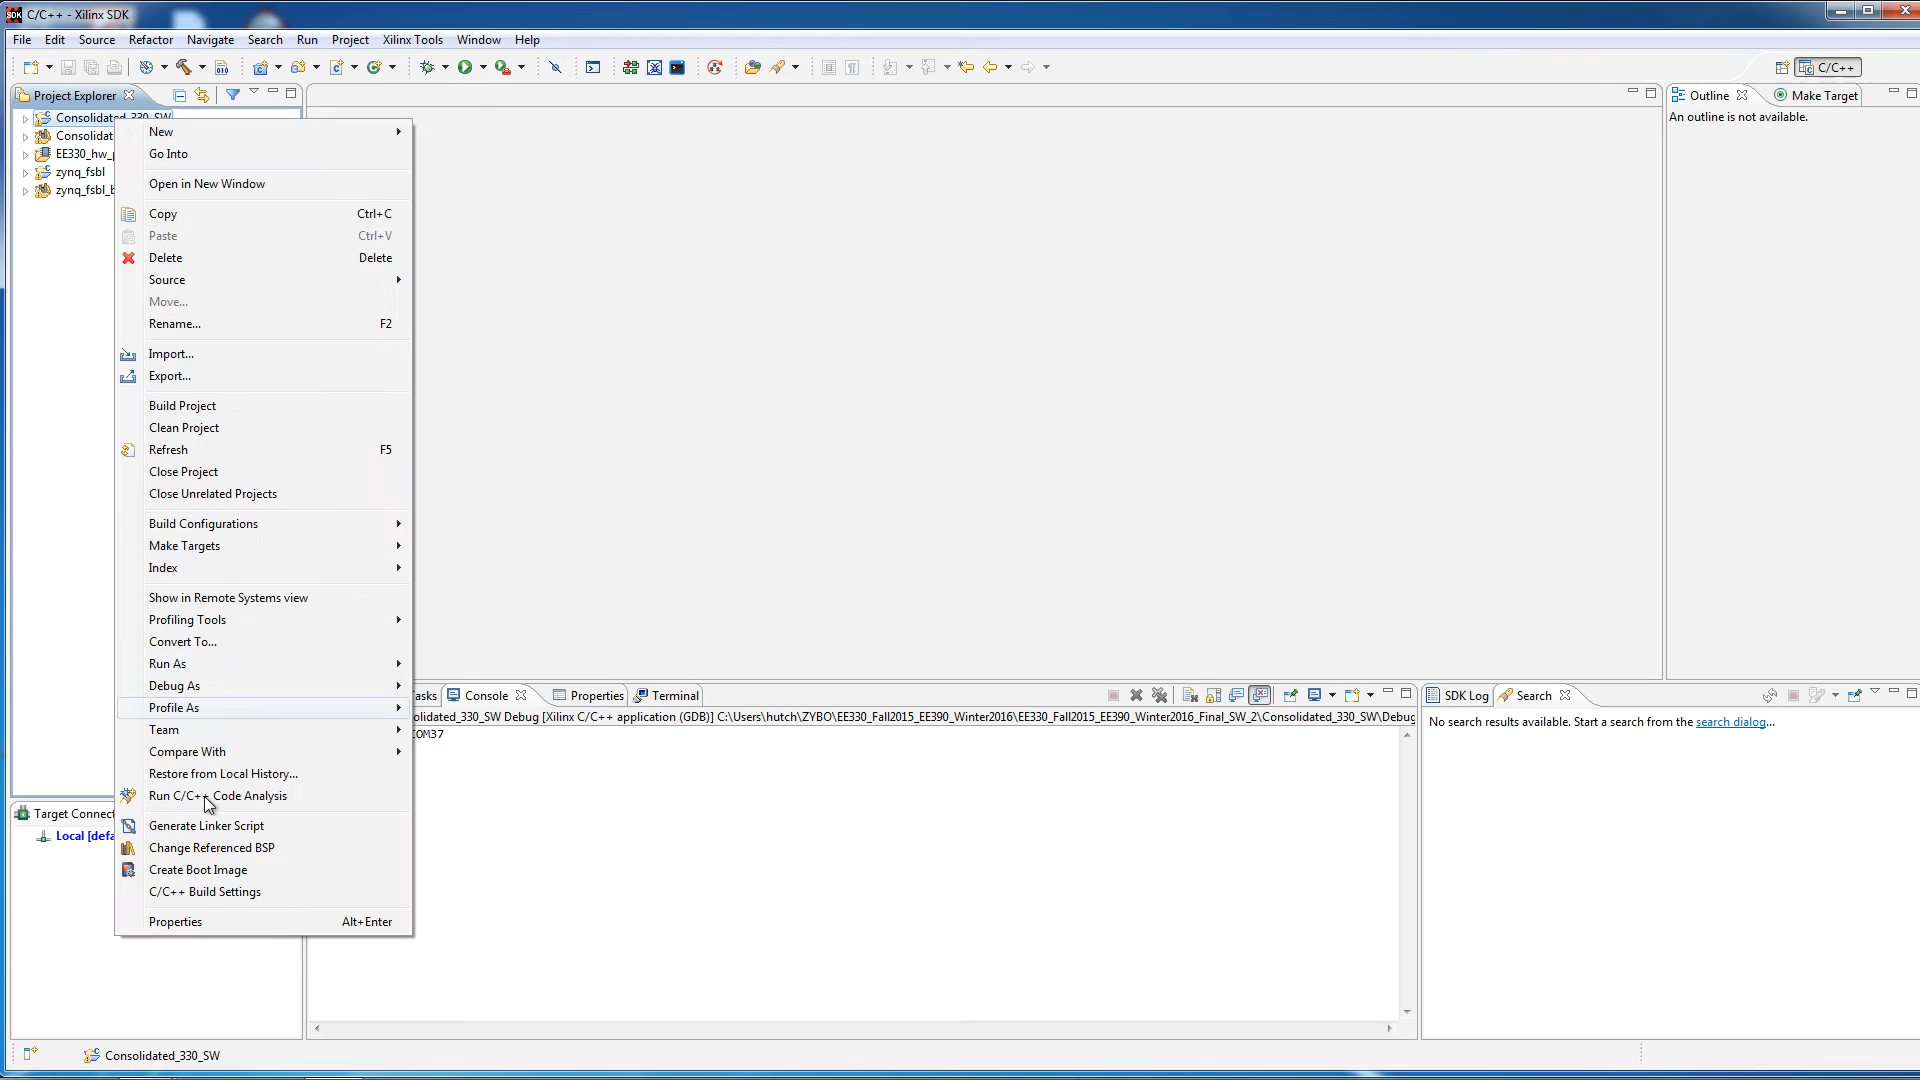 C/C++ - Xilinx SDK
File Edit Source Refactor Navigate Search Run Project Xilinx Tools Window Help
C/C++
Project Explorer
Outline
Make Target
Consolidated_330_SW
An outline is not available.
Consolidat
EE330_hw_p
zynq_fsbl
zynq_fsbl_b
New
Go Into
Open in New Window
Copy Ctrl+C
Paste Ctrl+V
Delete Delete
Source
Move...
Rename... F2
Import...
Export...
Build Project
Clean Project
Refresh F5
Close Project
Close Unrelated Projects
Build Configurations
Make Targets
Index
Show in Remote Systems view
Profiling Tools
Convert To...
Run As
Debug As
Profile As
Team
Compare With
Restore from Local History...
Run C/C++ Code Analysis
Generate Linker Script
Change Referenced BSP
Create Boot Image
C/C++ Build Settings
Properties Alt+Enter
asks
Console
Properties
Terminal
olidated_330_SW Debug [Xilinx C/C++ application (GDB)] C:\Users\hutch\ZYBO\EE330_Fall2015_EE390_Winter2016\EE330_Fall2015_EE390_Winter2016_Final_SW_2\Consolidated_330_SW\Debug
COM37
SDK Log
Search
No search results available. Start a search from the search dialog...
Target Connect
Local [defa
Consolidated_330_SW